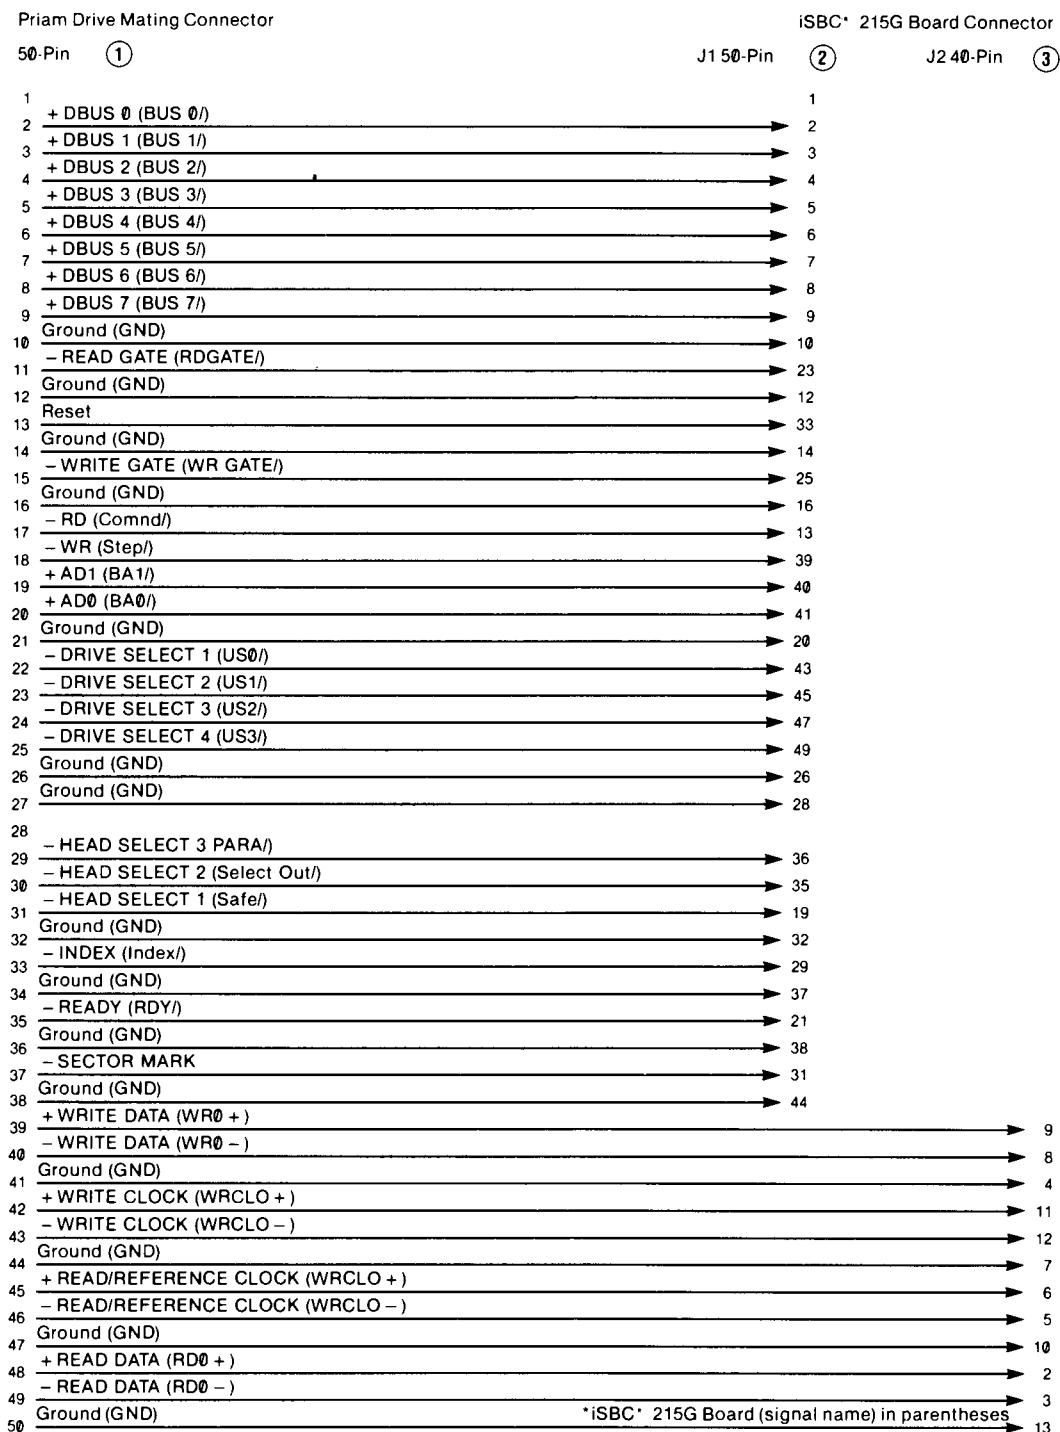 Priam Drive Mating Connector iSBC* 215G Board Connector
50-Pin 1 J1 50-Pin 2 J2 40-Pin 3
1 1
+ DBUS 0 (BUS 0/)
2 2
+ DBUS 1 (BUS 1/)
3 3
+ DBUS 2 (BUS 2/)
4 4
+ DBUS 3 (BUS 3/)
5 5
+ DBUS 4 (BUS 4/)
6 6
+ DBUS 5 (BUS 5/)
7 7
+ DBUS 6 (BUS 6/)
8 8
+ DBUS 7 (BUS 7/)
9 9
Ground (GND)
10 10
– READ GATE (RDGATE/)
11 23
Ground (GND)
12 12
Reset
13 33
Ground (GND)
14 14
– WRITE GATE (WR GATE/)
15 25
Ground (GND)
16 16
– RD (Comnd/)
17 13
– WR (Step/)
18 39
+ AD1 (BA1/)
19 40
+ AD0 (BA0/)
20 41
Ground (GND)
21 20
– DRIVE SELECT 1 (US0/)
22 43
– DRIVE SELECT 2 (US1/)
23 45
– DRIVE SELECT 3 (US2/)
24 47
– DRIVE SELECT 4 (US3/)
25 49
Ground (GND)
26 26
Ground (GND)
27 28
28
– HEAD SELECT 3 PARA/)
29 36
– HEAD SELECT 2 (Select Out/)
30 35
– HEAD SELECT 1 (Safe/)
31 19
Ground (GND)
32 32
– INDEX (Index/)
33 29
Ground (GND)
34 37
– READY (RDY/)
35 21
Ground (GND)
36 38
– SECTOR MARK
37 31
Ground (GND)
38 44
+ WRITE DATA (WR0 + )
39 9
– WRITE DATA (WR0 – )
40 8
Ground (GND)
41 4
+ WRITE CLOCK (WRCLO + )
42 11
– WRITE CLOCK (WRCLO – )
43 12
Ground (GND)
44 7
+ READ/REFERENCE CLOCK (WRCLO + )
45 6
– READ/REFERENCE CLOCK (WRCLO – )
46 5
Ground (GND)
47 10
+ READ DATA (RD0 + )
48 2
– READ DATA (RD0 – )
49 3
Ground (GND) *iSBC* 215G Board (signal name) in parentheses
50 13